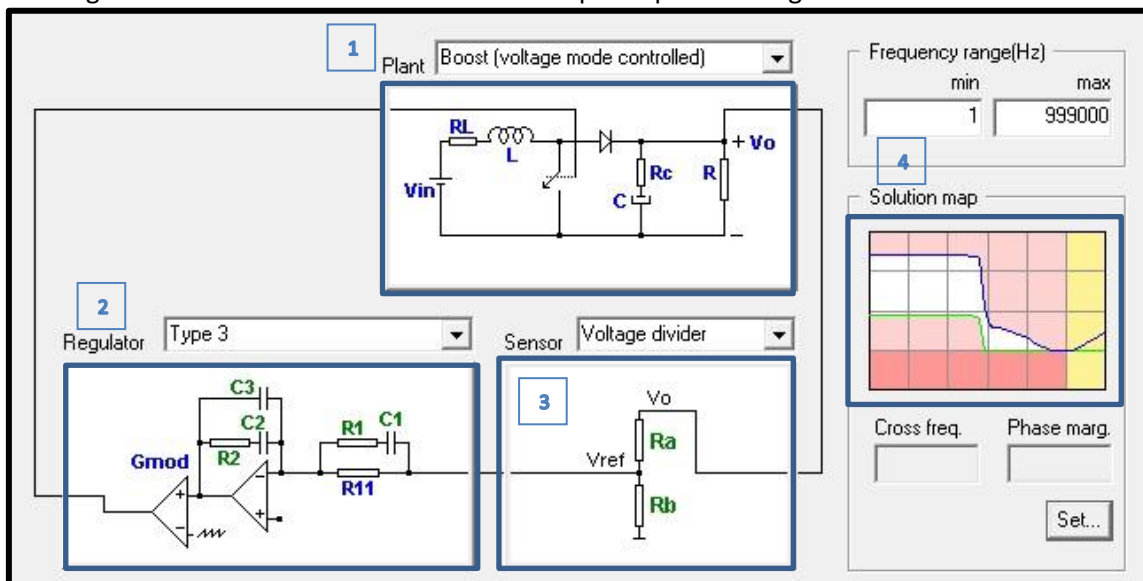 1
Plant Boost (voltage mode controlled)
RL
L
Vin
Rc
C
R
+ Vo
-
Frequency range(Hz)
min max
1 999000
4
Solution map
2
Regulator Type 3
Sensor Voltage divider
C3
C2
R2
R1 C1
R11
Gmod
+
-
-
+
3
Vo
Ra
Vref
Rb
Cross freq. Phase marg.
Set...